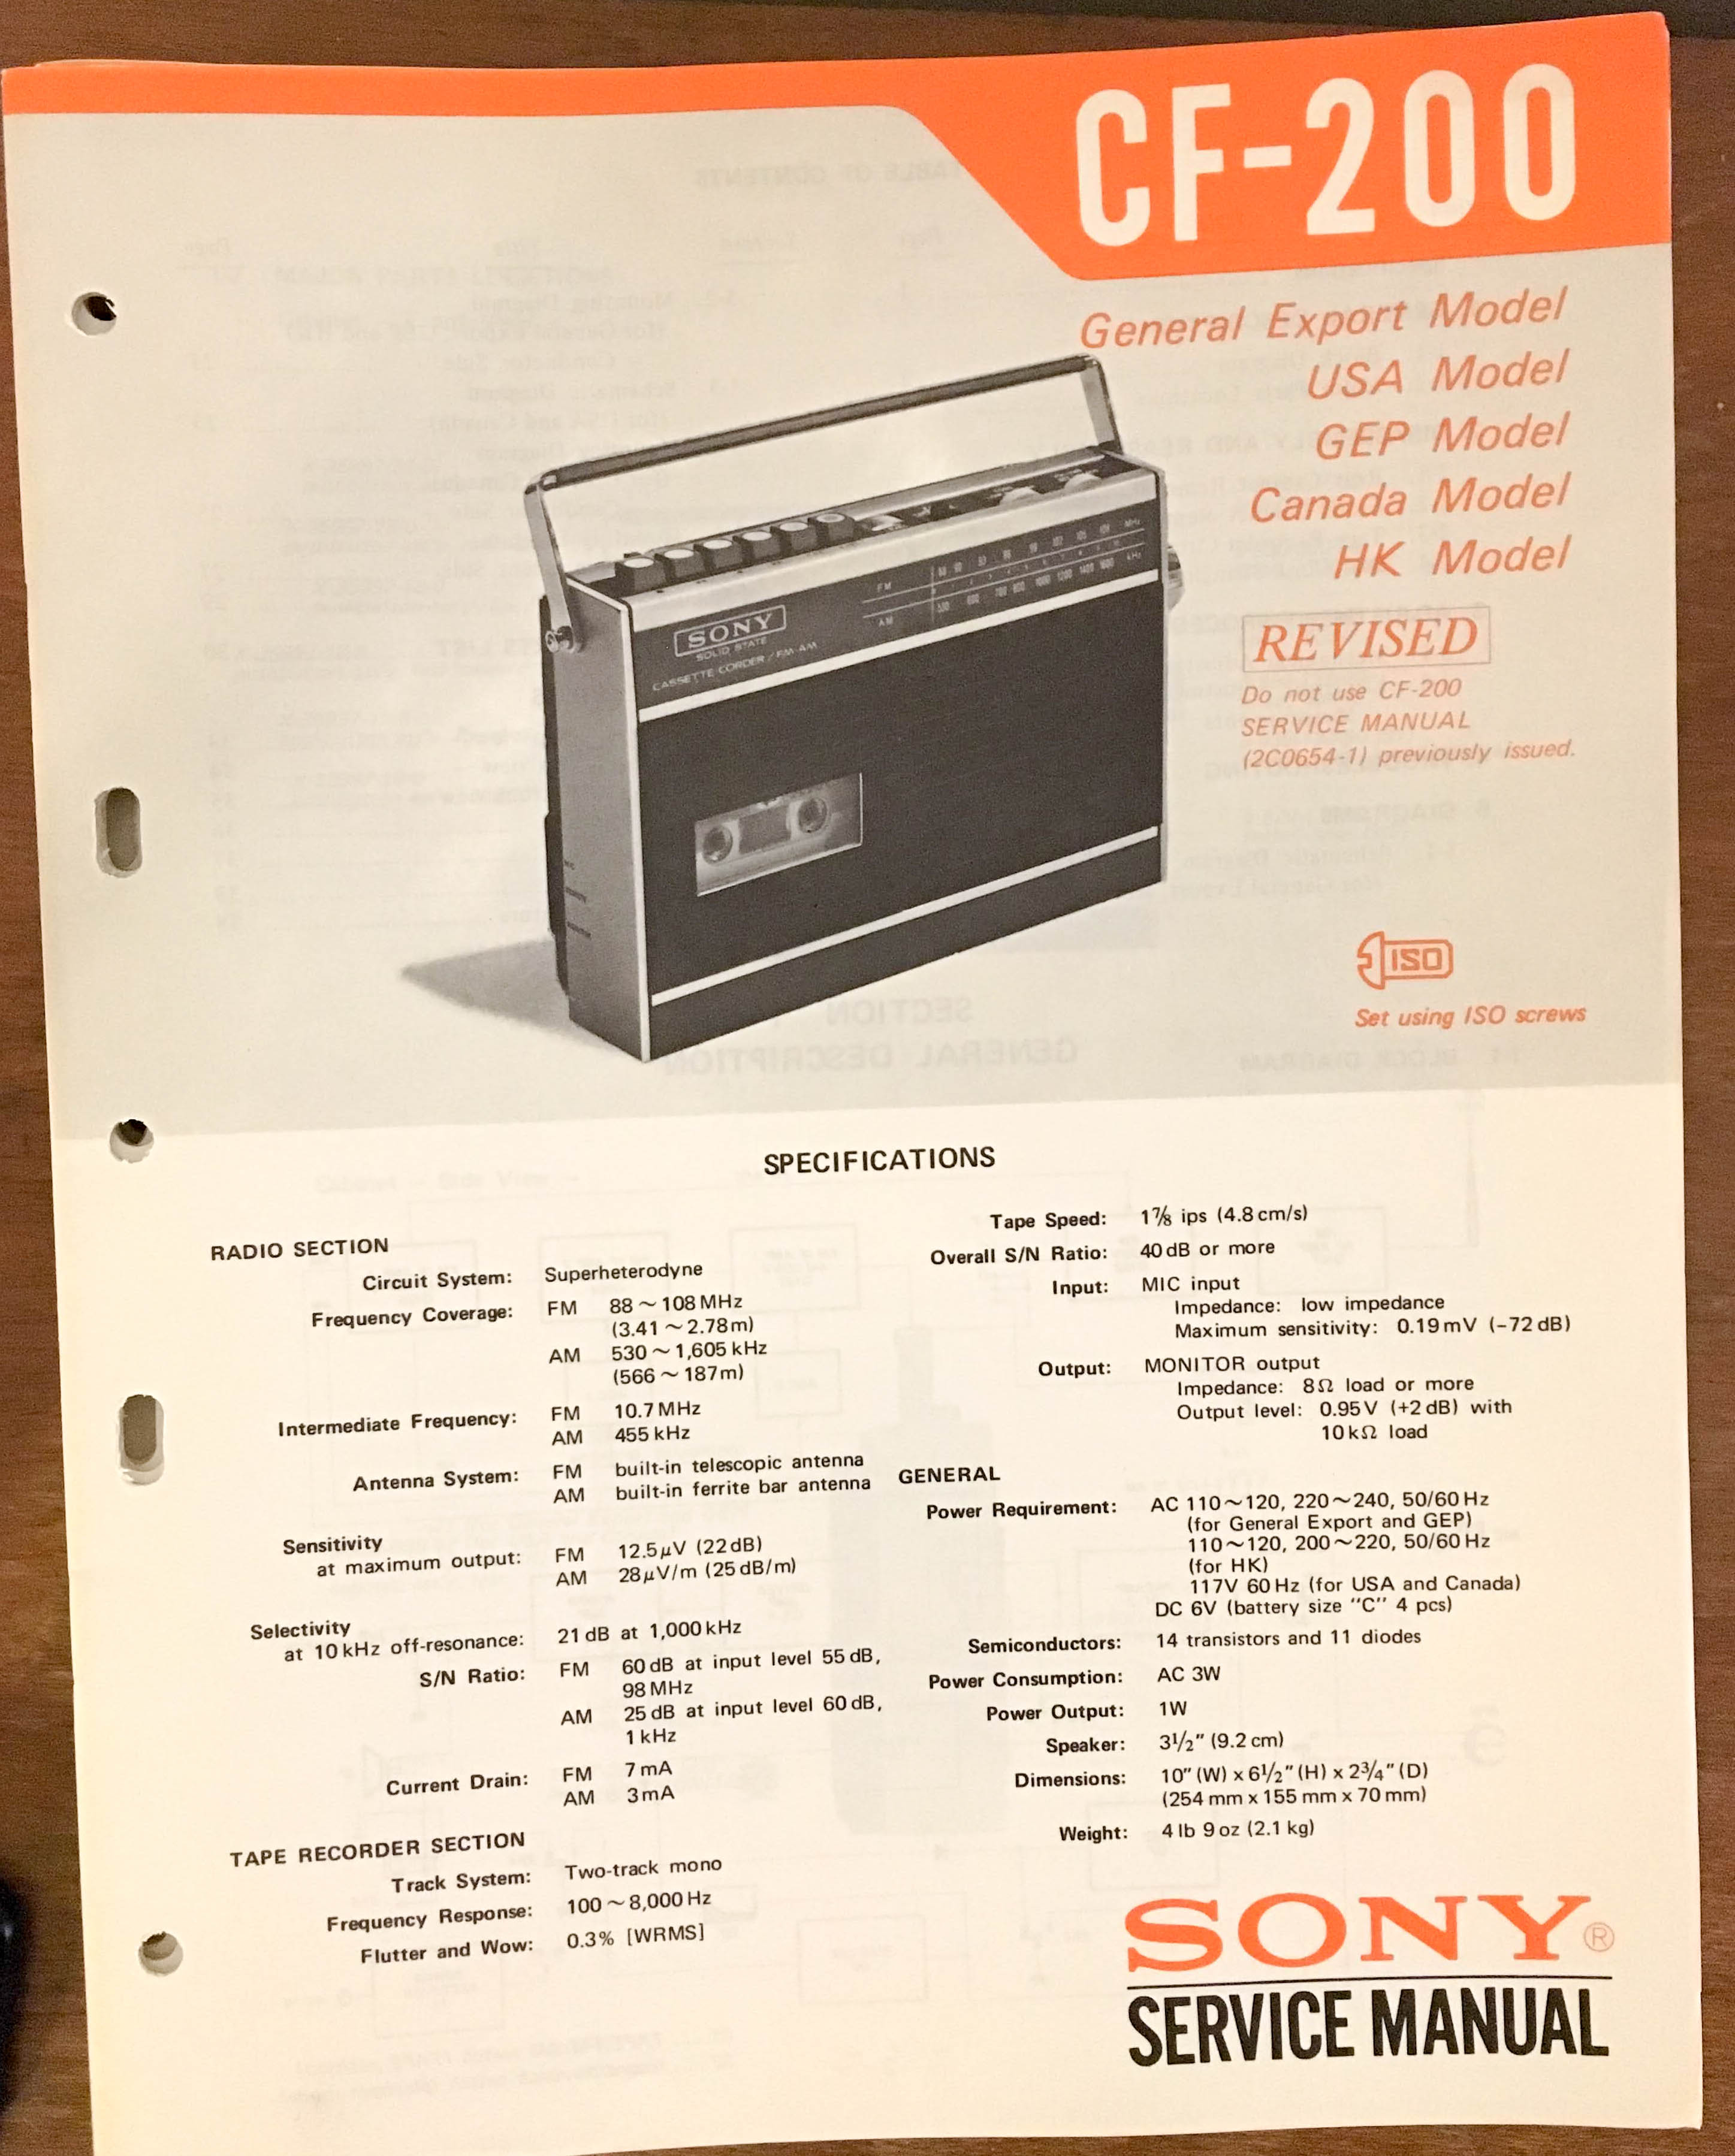 CF-200
General Export Model
USA Model
GEP Model
Canada Model
HK Model
REVISED
Do not use CF-200
SERVICE MANUAL
(2C0654-1) previously issued.
SONY
SOLID STATE
CASSETTE-CORDER / FM-AM
FM
MHz
AM
kHz
ISO
Set using ISO screws
SPECIFICATIONS
RADIO SECTION
Circuit System: Superheterodyne
Frequency Coverage: FM 88 ~ 108 MHz
(3.41 ~ 2.78 m)
AM 530 ~ 1,605 kHz
(566 ~ 187 m)
Intermediate Frequency: FM 10.7 MHz
AM 455 kHz
Antenna System: FM built-in telescopic antenna
AM built-in ferrite bar antenna
Sensitivity
at maximum output: FM 12.5 μV (22 dB)
AM 28 μV/m (25 dB/m)
Selectivity
at 10 kHz off-resonance: 21 dB at 1,000 kHz
S/N Ratio: FM 60 dB at input level 55 dB,
98 MHz
AM 25 dB at input level 60 dB,
1 kHz
Current Drain: FM 7 mA
AM 3 mA
TAPE RECORDER SECTION
Track System: Two-track mono
Frequency Response: 100 ~ 8,000 Hz
Flutter and Wow: 0.3% [WRMS]
Tape Speed: 1⅞ ips (4.8 cm/s)
Overall S/N Ratio: 40 dB or more
Input: MIC input
Impedance: low impedance
Maximum sensitivity: 0.19 mV (-72 dB)
Output: MONITOR output
Impedance: 8Ω load or more
Output level: 0.95 V (+2 dB) with
10 kΩ load
GENERAL
Power Requirement: AC 110 ~ 120, 220 ~ 240, 50/60 Hz
(for General Export and GEP)
110 ~ 120, 200 ~ 220, 50/60 Hz
(for HK)
117V 60 Hz (for USA and Canada)
DC 6V (battery size "C" 4 pcs)
Semiconductors: 14 transistors and 11 diodes
Power Consumption: AC 3W
Power Output: 1W
Speaker: 3½" (9.2 cm)
Dimensions: 10" (W) x 6½" (H) x 2¾" (D)
(254 mm x 155 mm x 70 mm)
Weight: 4 lb 9 oz (2.1 kg)
SONY®
SERVICE MANUAL